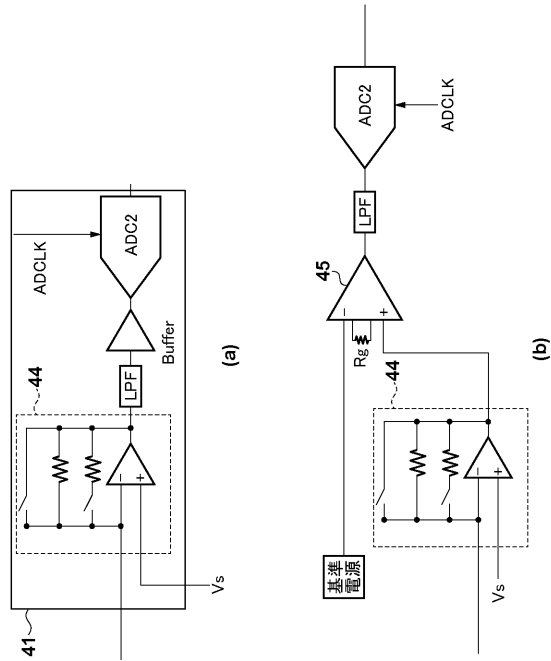 41
44
Vs
−
+
LPF
Buffer
ADC2
ADCLK
(a)
基準
電源
44
Vs
−
+
Rg
−
+
45
LPF
ADC2
ADCLK
(b)